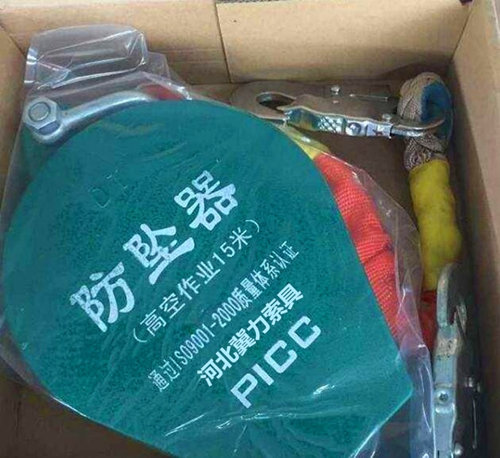 防坠器
(高空作业15米)
通过ISO9001-2000质量体系认证
河北冀力索具
PICC